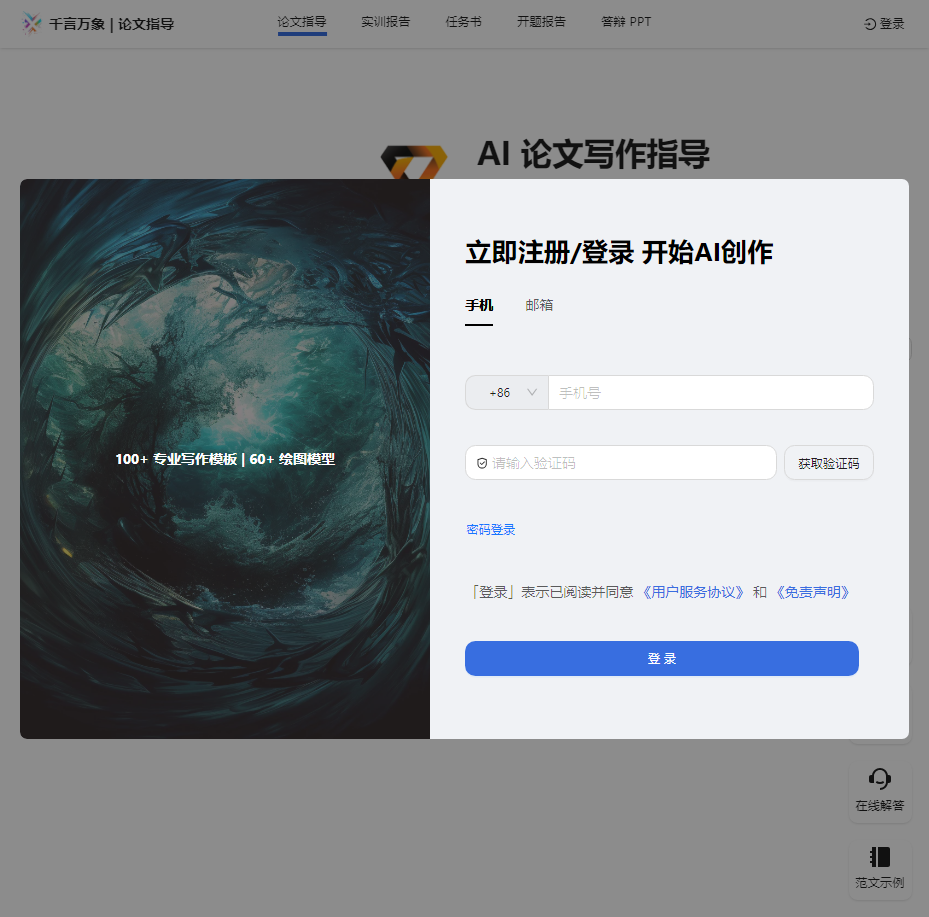 千言万象 | 论文指导
论文指导 实训报告 任务书 开题报告 答辩 PPT
登录
AI 论文写作指导
100+ 专业写作模板 | 60+ 绘图模型
立即注册/登录 开始AI创作
手机 邮箱
+86 手机号
请输入验证码 获取验证码
密码登录
「登录」表示已阅读并同意 《用户服务协议》 和 《免责声明》
登 录
在线解答
范文示例